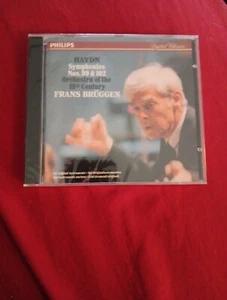 PHILIPS
Digital Classics
HAYDN
Symphonies
Nos. 99 & 102
Orchestra of the
18th Century
FRANS BRÜGGEN